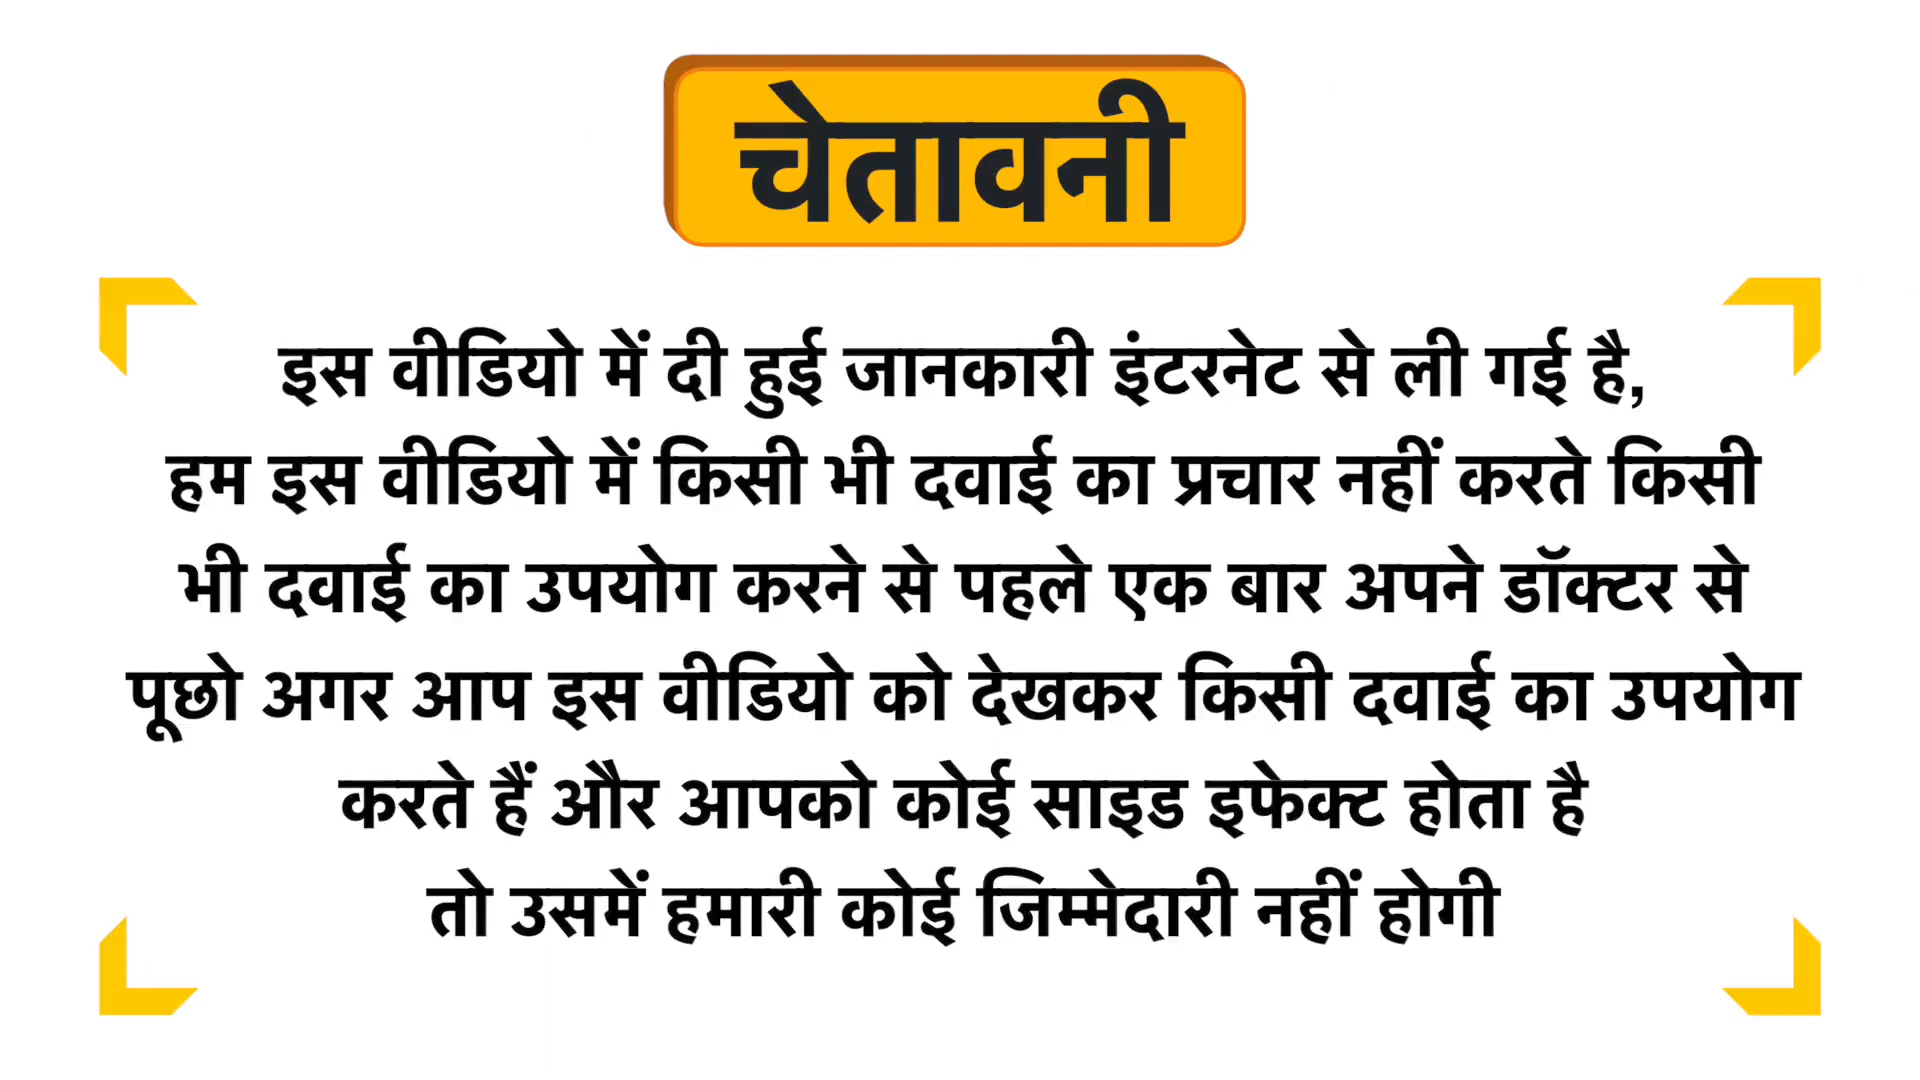 चेतावनी
इस वीडियो में दी हुई जानकारी इंटरनेट से ली गई है,
हम इस वीडियो में किसी भी दवाई का प्रचार नहीं करते किसी
भी दवाई का उपयोग करने से पहले एक बार अपने डॉक्टर से
पूछो अगर आप इस वीडियो को देखकर किसी दवाई का उपयोग
करते हैं और आपको कोई साइड इफेक्ट होता है
तो उसमें हमारी कोई जिम्मेदारी नहीं होगी